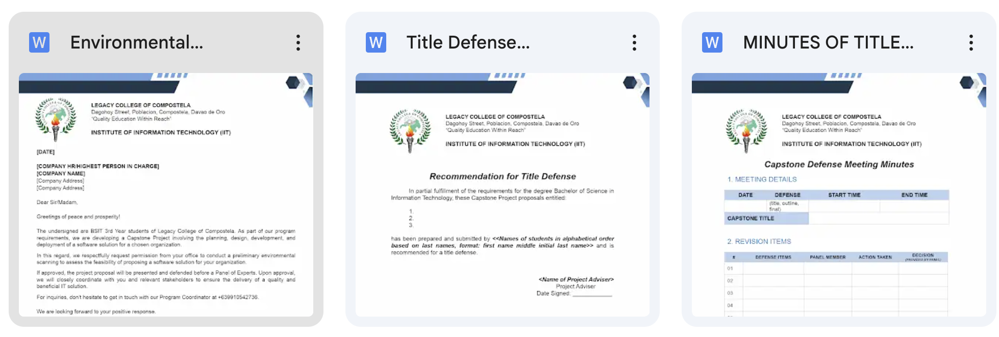 W Environmental...
LEGACY COLLEGE OF COMPOSTELA
Dagohoy Street, Poblacion, Compostela, Davao de Oro
"Quality Education Within Reach"
INSTITUTE OF INFORMATION TECHNOLOGY (IIT)
[DATE]
[COMPANY HR/HIGHEST PERSON IN CHARGE]
[COMPANY NAME]
[Company Address]
[Company Address]
Dear Sir/Madam,
Greetings of peace and prosperity!
The undersigned are BSIT 3rd Year students of Legacy College of Compostela. As part of our program
requirements, we are developing a Capstone Project involving the planning, design, development, and
deployment of a software solution for a chosen organization.
In this regard, we respectfully request permission from your office to conduct a preliminary environmental
scanning to assess the feasibility of proposing a software solution for your organization.
If approved, the project proposal will be presented and defended before a Panel of Experts. Upon approval,
we will closely coordinate with you and relevant stakeholders to ensure the delivery of a quality and
beneficial IT solution.
For inquiries, don't hesitate to get in touch with our Program Coordinator at +639910542736.
We are looking forward to your positive response.
W Title Defense...
LEGACY COLLEGE OF COMPOSTELA
Dagohoy Street, Poblacion, Compostela, Davao de Oro
"Quality Education Within Reach"
INSTITUTE OF INFORMATION TECHNOLOGY (IIT)
Recommendation for Title Defense
In partial fulfillment of the requirements for the degree Bachelor of Science in
Information Technology, these Capstone Project proposals entitled:
1.
2.
3.
has been prepared and submitted by <<Names of students in alphabetical order
based on last names, format: first name middle initial last name>> and is
recommended for a title defense.
<Name of Project Adviser>
Project Adviser
Date Signed: ____________
W MINUTES OF TITLE...
LEGACY COLLEGE OF COMPOSTELA
Dagohoy Street, Poblacion, Compostela, Davao de Oro
"Quality Education Within Reach"
INSTITUTE OF INFORMATION TECHNOLOGY (IIT)
Capstone Defense Meeting Minutes
1. MEETING DETAILS
DATE DEFENSE START TIME END TIME
(title, outline,
final)
CAPSTONE TITLE
2. REVISION ITEMS
# DEFENSE ITEMS PANEL MEMBER ACTION TAKEN DECISION
(PROVIDED BY PANEL)
01
02
03
04